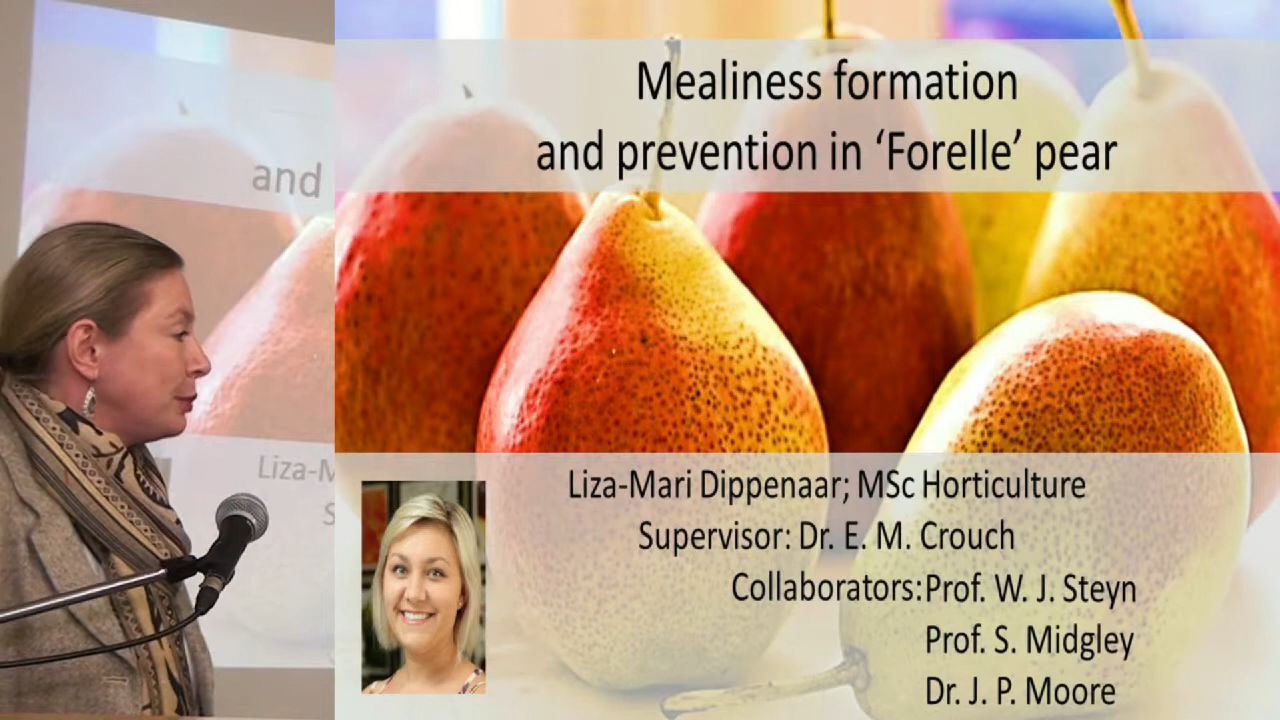 Mealiness formation
and prevention in ‘Forelle’ pear
Liza-Mari Dippenaar; MSc Horticulture
Supervisor: Dr. E. M. Crouch
Collaborators: Prof. W. J. Steyn
Prof. S. Midgley
Dr. J. P. Moore
and
Liza-M
S